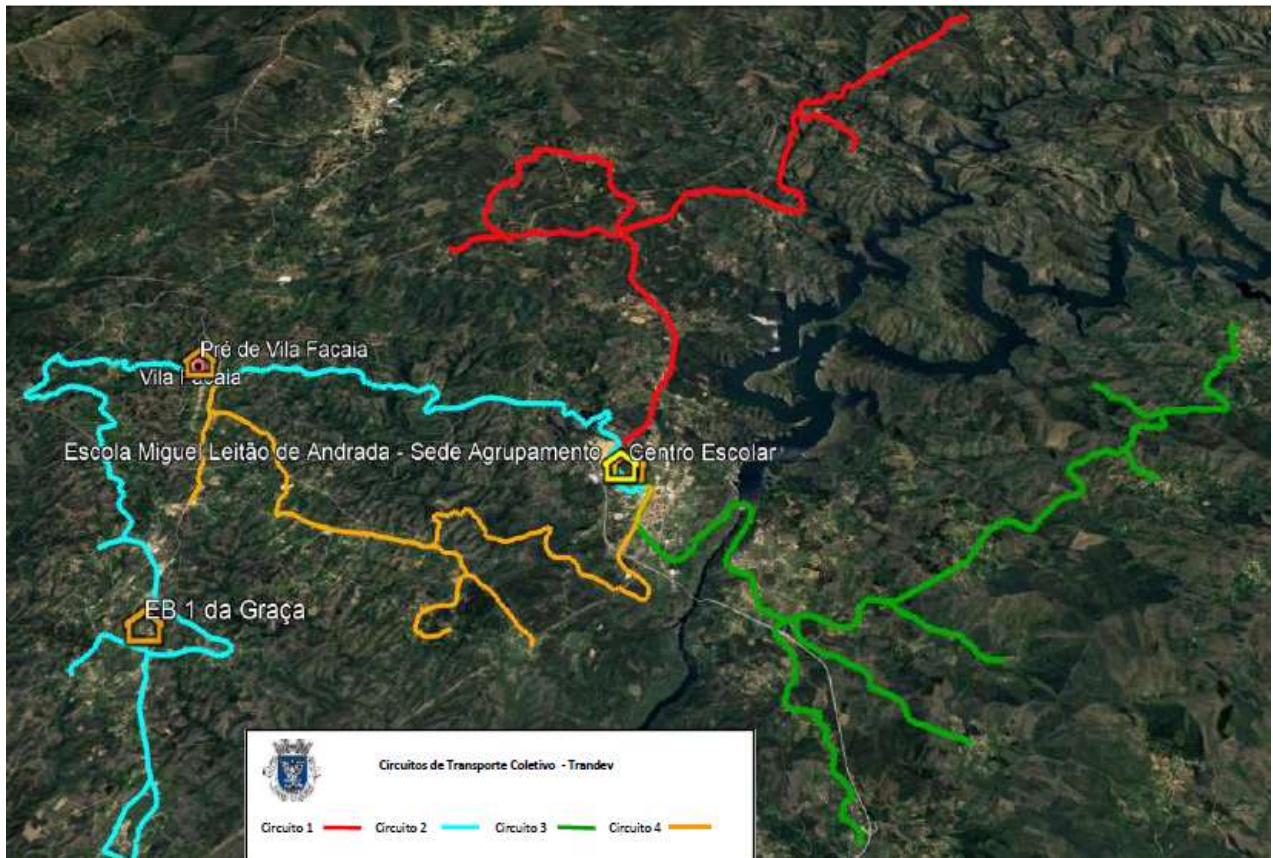 Pré de Vila Facaia
Vila Facaia
Escola Miguel Leitão de Andrada - Sede Agrupamento
Centro Escolar
EB 1 da Graça
Circuitos de Transporte Coletivo - Trandev
Circuito 1
Circuito 2
Circuito 3
Circuito 4